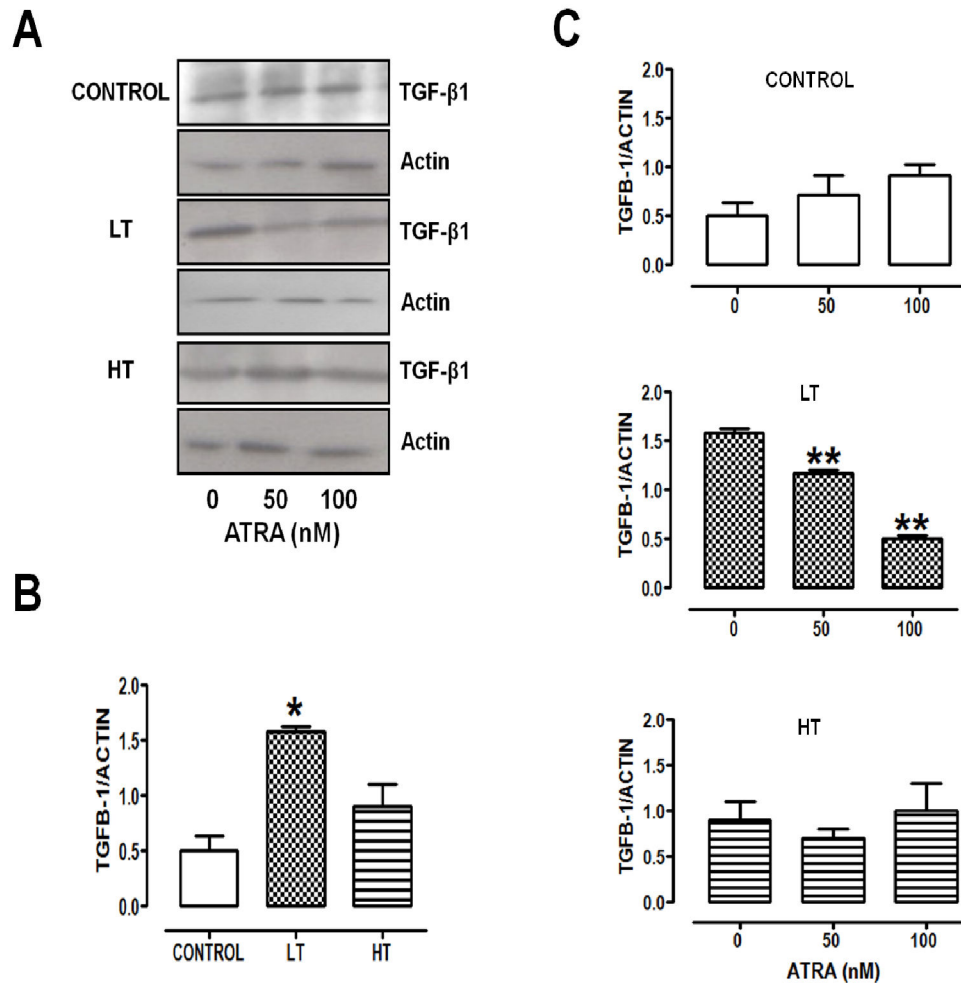 A
CONTROL
TGF-β1
Actin
LT
TGF-β1
Actin
HT
TGF-β1
Actin
0 50 100
ATRA (nM)
B
TGFB-1/ACTIN
2.0
1.5
1.0
0.5
0.0
*
CONTROL LT HT
C
CONTROL
TGFB-1/ACTIN
2.0
1.5
1.0
0.5
0.0
0 50 100
LT
TGFB-1/ACTIN
2.0
1.5
1.0
0.5
0.0
**
**
0 50 100
HT
TGFB-1/ACTIN
2.0
1.5
1.0
0.5
0.0
0 50 100
ATRA (nM)